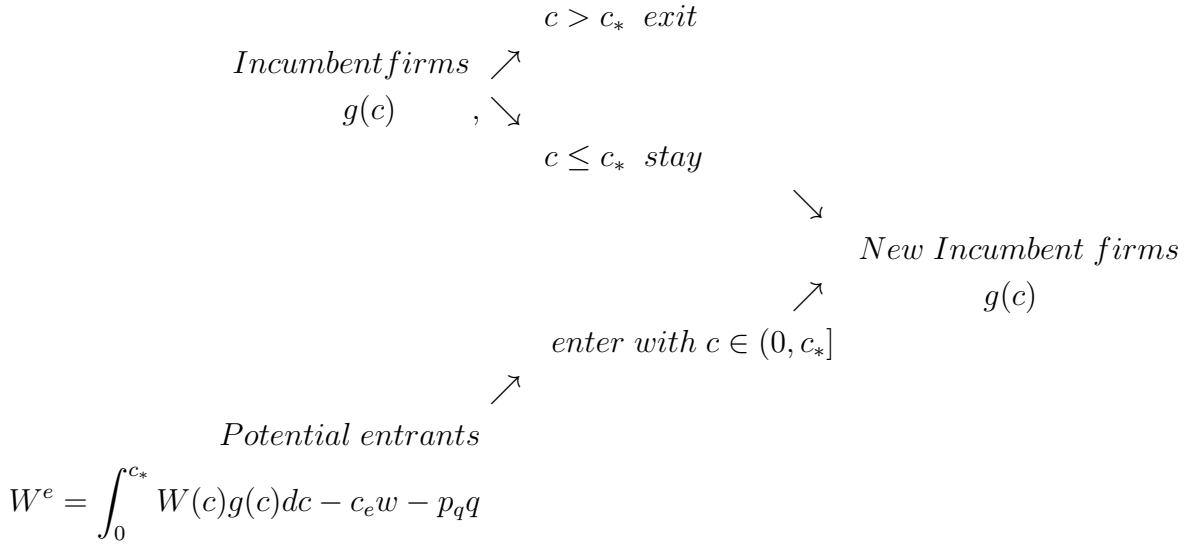 c > c_* exit
Incumbentfirms ↗
g(c) , ↘
c ≤ c_* stay
↘
New Incumbent firms
g(c)
↗
enter with c ∈ (0, c_*]
↗
Potential entrants
W^e = ∫_0^{c_*} W(c)g(c)dc − c_e w − p_q q